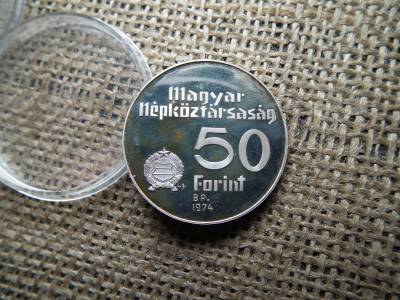 Magyar
Népköztársaság
50
Forint
BP.
1974